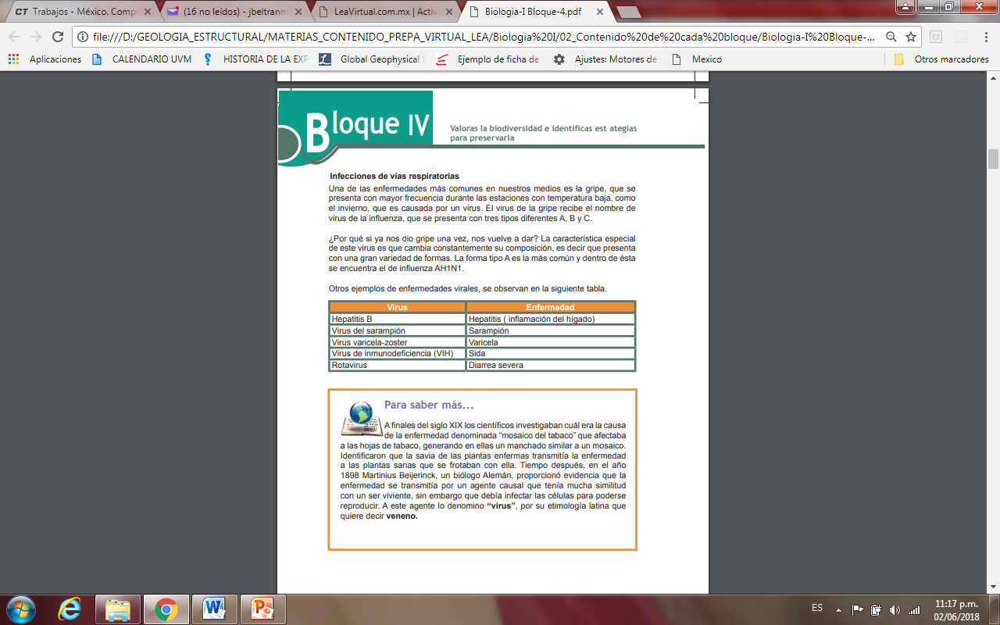 CT Trabajos - México. Comp
(16 no leídos) - jbeltranm
LeaVirtual.com.mx | Activ
Biologia-I Bloque-4.pdf
file:///D:/GEOLOGIA_ESTRUCTURAL/MATERIAS_CONTENIDO_PREPA_VIRTUAL_LEA/Biologia%20I/02_Contenido%20de%20cada%20bloque/Biologia-I%20Bloque-...
Aplicaciones CALENDARIO UVM HISTORIA DE LA EXP Global Geophysical S Ejemplo de ficha de Ajustes: Motores de Mexico Otros marcadores
Bloque IV
Valoras la biodiversidad e identificas est ategias
para preservarla
Infecciones de vías respiratorias
Una de las enfermedades más comunes en nuestros medios es la gripe, que se
presenta con mayor frecuencia durante las estaciones con temperatura baja, como
el invierno, que es causada por un virus. El virus de la gripe recibe el nombre de
virus de la influenza, que se presenta con tres tipos diferentes A, B y C.
¿Por qué si ya nos dio gripe una vez, nos vuelve a dar? La característica especial
de este virus es que cambia constantemente su composición, es decir que presenta
con una gran variedad de formas. La forma tipo A es la más común y dentro de ésta
se encuentra el de influenza AH1N1.
Otros ejemplos de enfermedades virales, se observan en la siguiente tabla.
Virus Enfermedad
Hepatitis B Hepatitis ( inflamación del hígado)
Virus del sarampión Sarampión
Virus varicela-zoster Varicela
Virus de inmunodeficiencia (VIH) Sida
Rotavirus Diarrea severa
Para saber más...
A finales del siglo XIX los científicos investigaban cuál era la causa
de la enfermedad denominada “mosaico del tabaco” que afectaba
a las hojas de tabaco, generando en ellas un manchado similar a un mosaico.
Identificaron que la savia de las plantas enfermas transmitía la enfermedad
a las plantas sanas que se frotaban con ella. Tiempo después, en el año
1898 Martinius Beijerinck, un biólogo Alemán, proporcionó evidencia que la
enfermedad se transmitía por un agente causal que tenía mucha similitud
con un ser viviente, sin embargo que debía infectar las células para poderse
reproducir. A este agente lo denomino “virus”, por su etimología latina que
quiere decir veneno.
ES
11:17 p.m.
02/06/2018